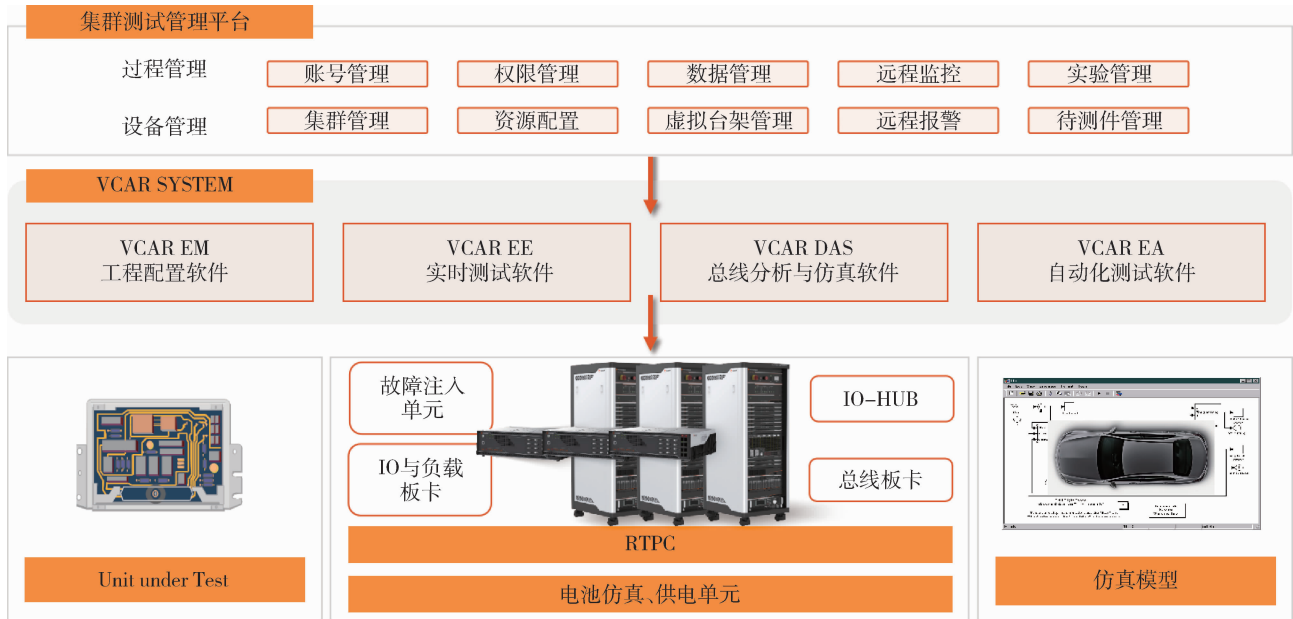 集群测试管理平台
过程管理
账号管理
权限管理
数据管理
远程监控
实验管理
设备管理
集群管理
资源配置
虚拟台架管理
远程报警
待测件管理
VCAR SYSTEM
VCAR EM
工程配置软件
VCAR EE
实时测试软件
VCAR DAS
总线分析与仿真软件
VCAR EA
自动化测试软件
故障注入
单元
IO与负载
板卡
IO-HUB
总线板卡
RTPC
电池仿真、供电单元
Unit under Test
仿真模型